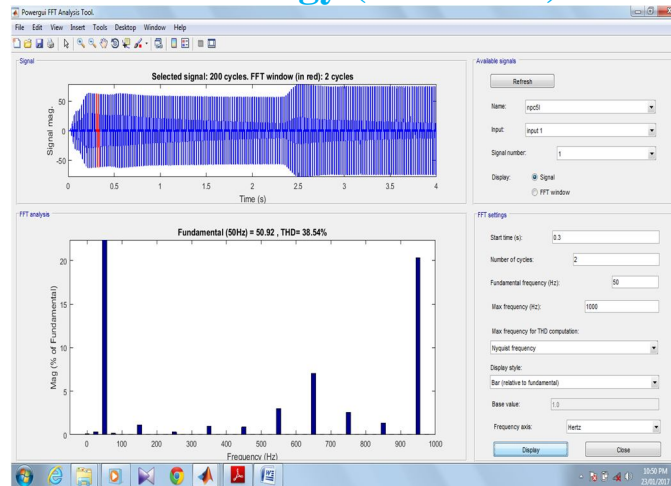 Powergui FFT Analysis Tool.
File Edit View Insert Tools Desktop Window Help
Signal
Selected signal: 200 cycles. FFT window (in red): 2 cycles
50
0
-50
Signal mag.
0 0.5 1 1.5 2 2.5 3 3.5 4
Time (s)
FFT analysis
Fundamental (50Hz) = 50.92 , THD= 38.54%
20
15
10
5
0
Mag (% of Fundamental)
0 100 200 300 400 500 600 700 800 900 1000
Frequency (Hz)
Available signals
Refresh
Name: npc5l
Input: input 1
Signal number: 1
Display: Signal
FFT window
FFT settings
Start time (s): 0.3
Number of cycles: 2
Fundamental frequency (Hz): 50
Max frequency (Hz): 1000
Max frequency for THD computation:
Nyquist frequency
Display style:
Bar (relative to fundamental)
Base value: 1.0
Frequency axis: Hertz
Display Close
10:50 PM
23/01/2017